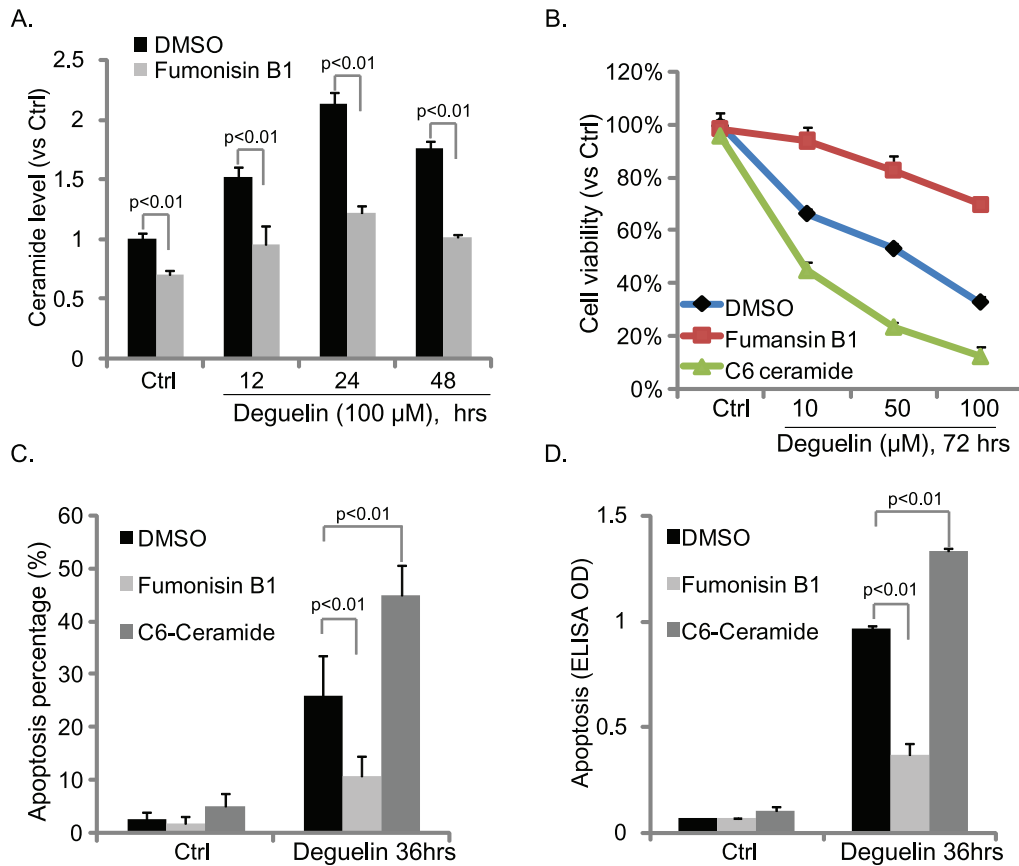 A.
DMSO
Fumonisin B1
Ceramide level (vs Ctrl)
2.5
2
1.5
1
0.5
0
p<0.01
p<0.01
p<0.01
p<0.01
Ctrl
12
24
48
Deguelin (100 µM), hrs
B.
Cell viability (vs Ctrl)
120%
100%
80%
60%
40%
20%
0%
DMSO
Fumansin B1
C6 ceramide
Ctrl
10
50
100
Deguelin (µM), 72 hrs
C.
Apoptosis percentage (%)
60
50
40
30
20
10
0
DMSO
Fumonisin B1
C6-Ceramide
p<0.01
p<0.01
Ctrl
Deguelin 36hrs
D.
Apoptosis (ELISA OD)
1.5
1
0.5
0
DMSO
Fumonisin B1
C6-Ceramide
p<0.01
p<0.01
Ctrl
Deguelin 36hrs